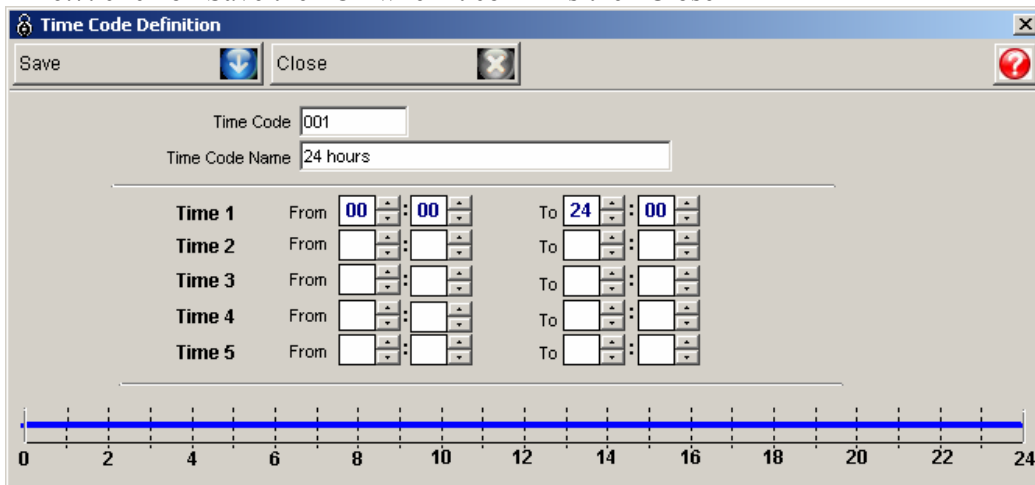 Time Code Definition
Save Close
Time Code 001
Time Code Name 24 hours
Time 1 From 00 : 00 To 24 : 00
Time 2 From : To :
Time 3 From : To :
Time 4 From : To :
Time 5 From : To :
0 2 4 6 8 10 12 14 16 18 20 22 24